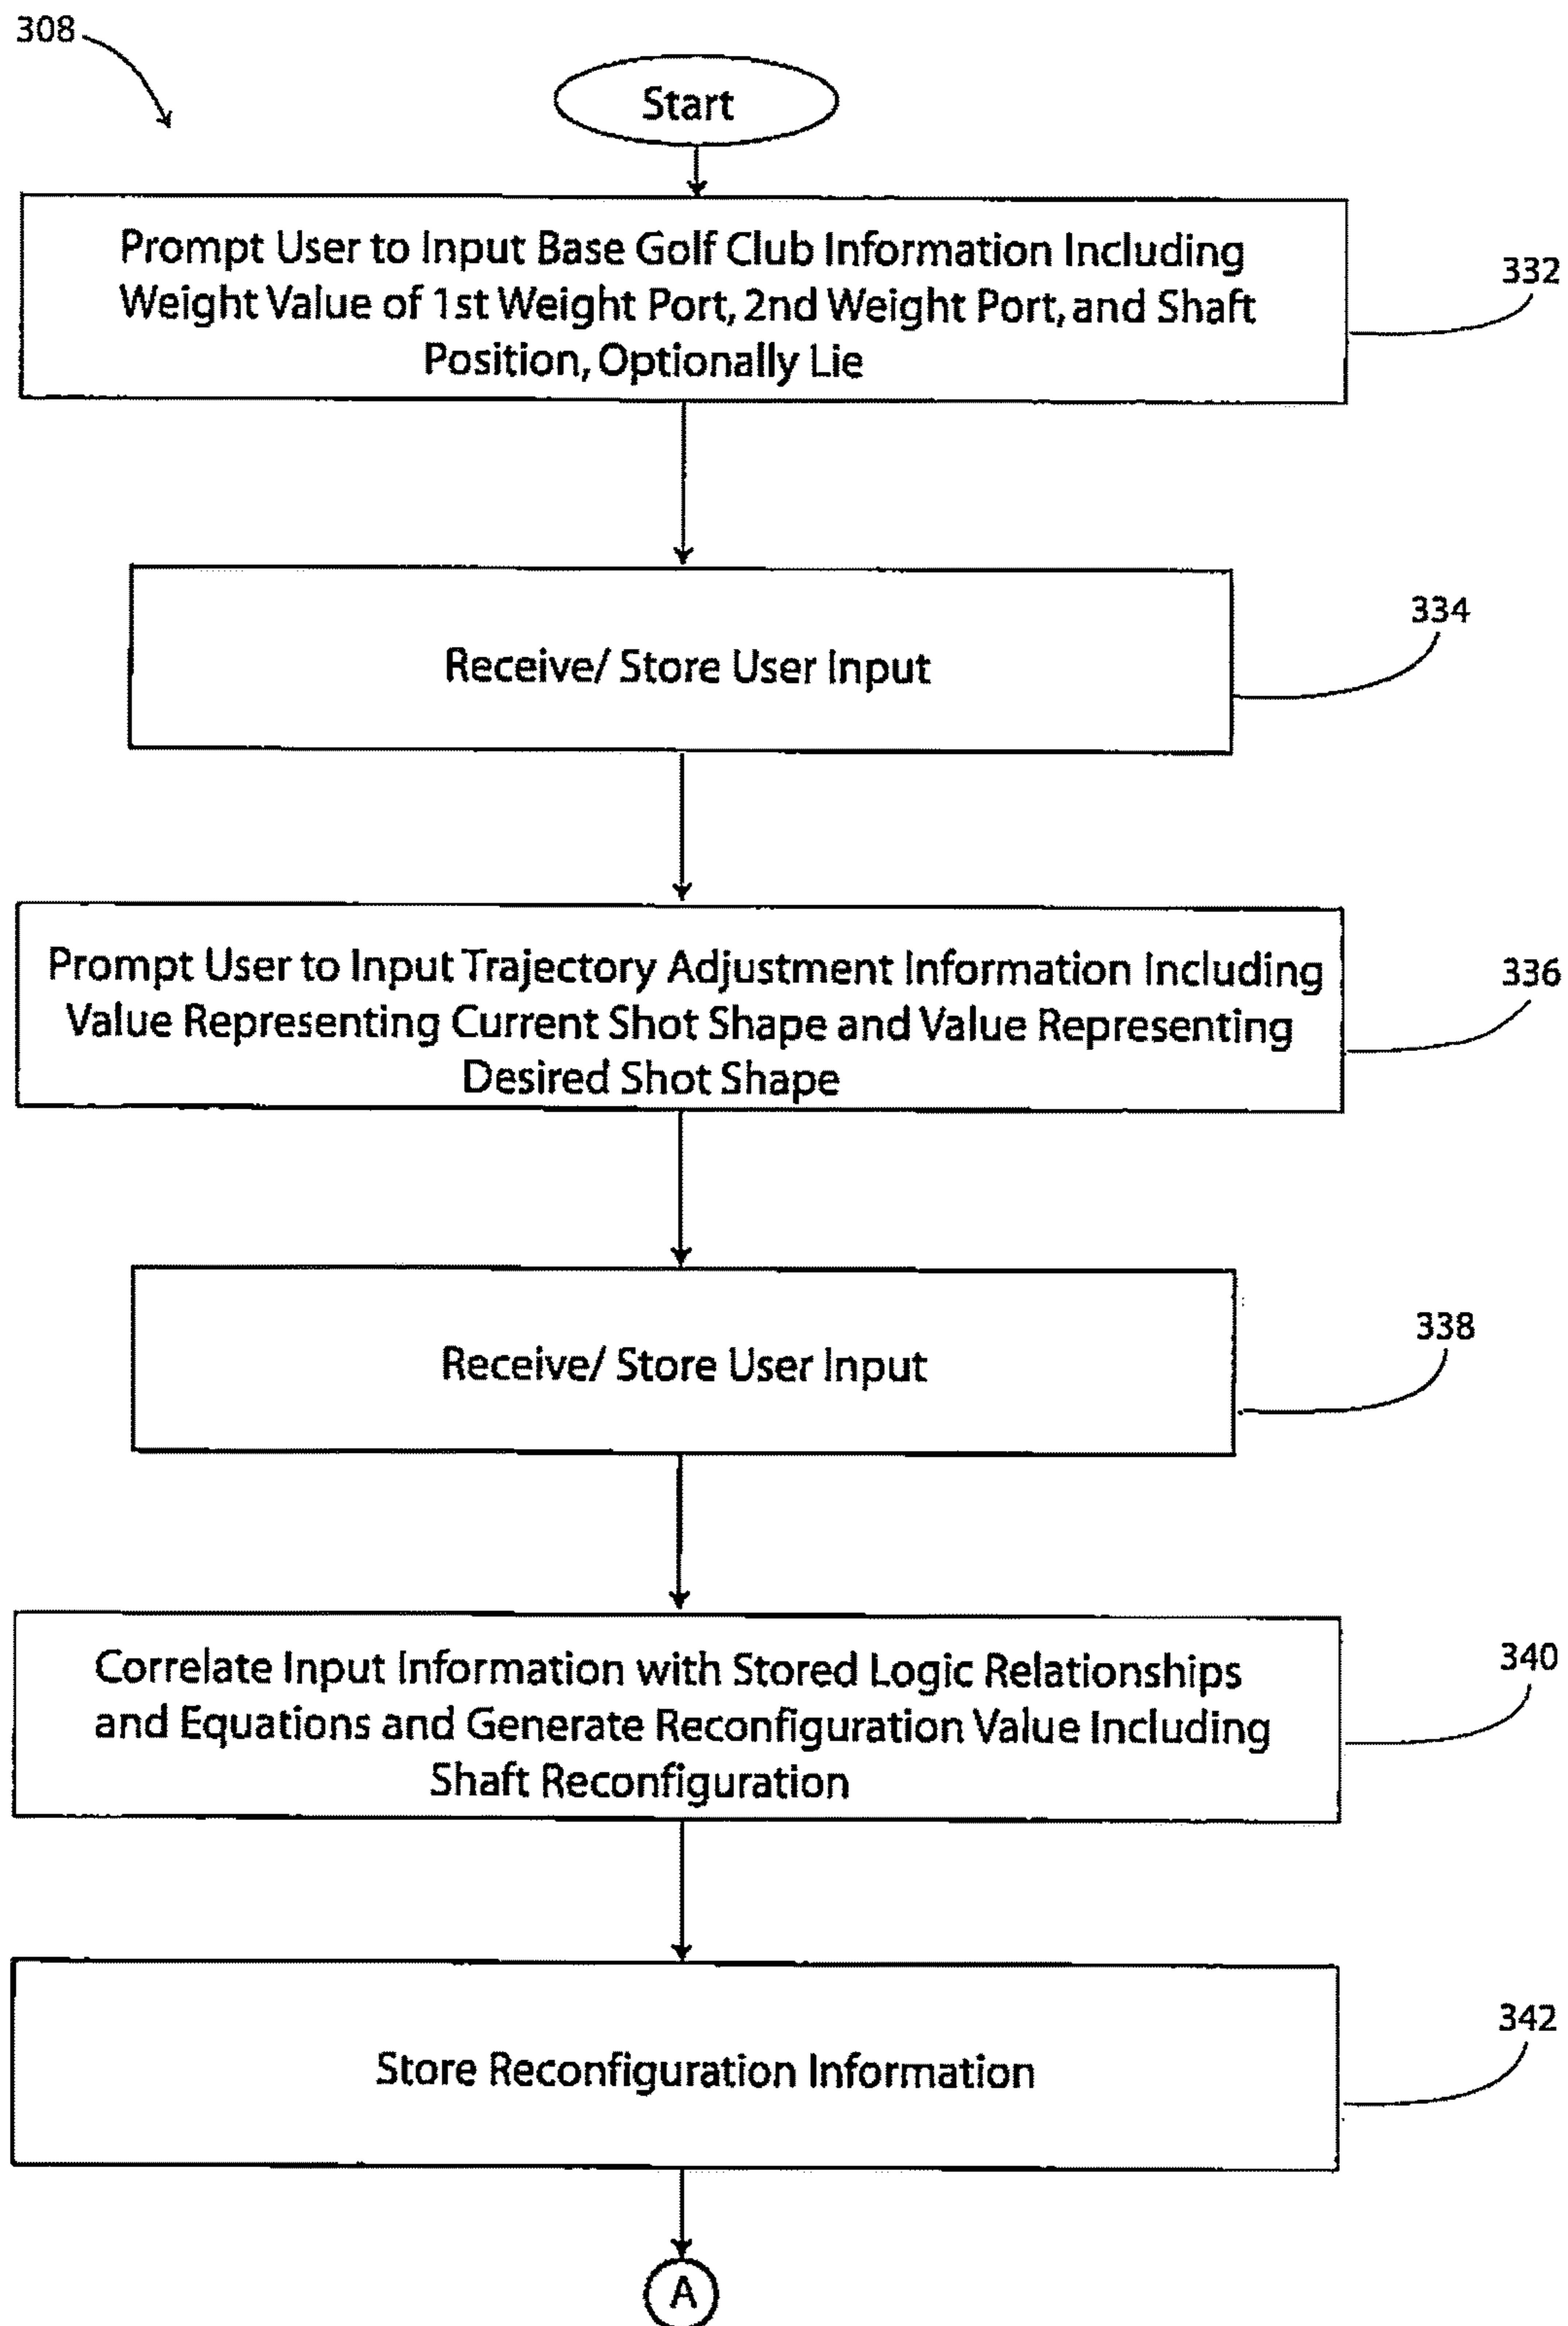 308
Start
Prompt User to Input Base Golf Club Information Including
Weight Value of 1st Weight Port, 2nd Weight Port, and Shaft
Position, Optionally Lie
332
Receive/ Store User Input
334
Prompt User to Input Trajectory Adjustment Information Including
Value Representing Current Shot Shape and Value Representing
Desired Shot Shape
336
Receive/ Store User Input
338
Correlate Input Information with Stored Logic Relationships
and Equations and Generate Reconfiguration Value Including
Shaft Reconfiguration
340
Store Reconfiguration Information
342
A